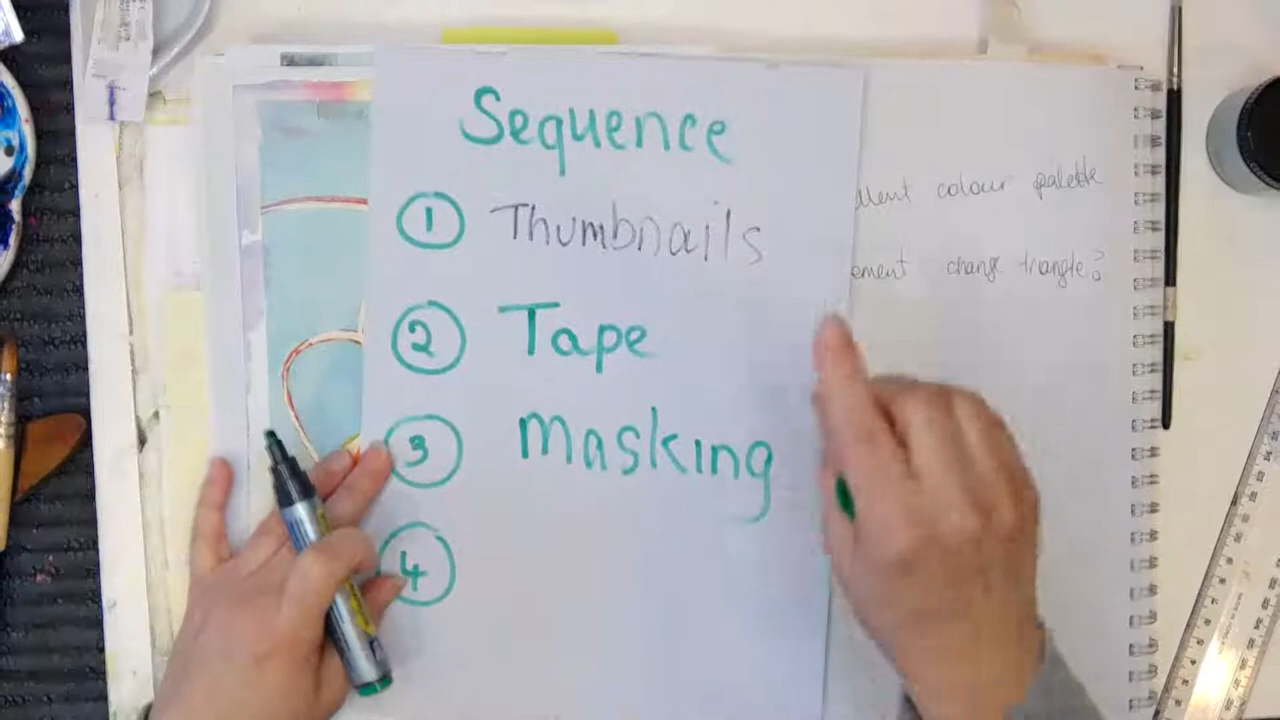 Sequence
1 Thumbnails
2 Tape
3 Masking
4
colour palette
change triangle?